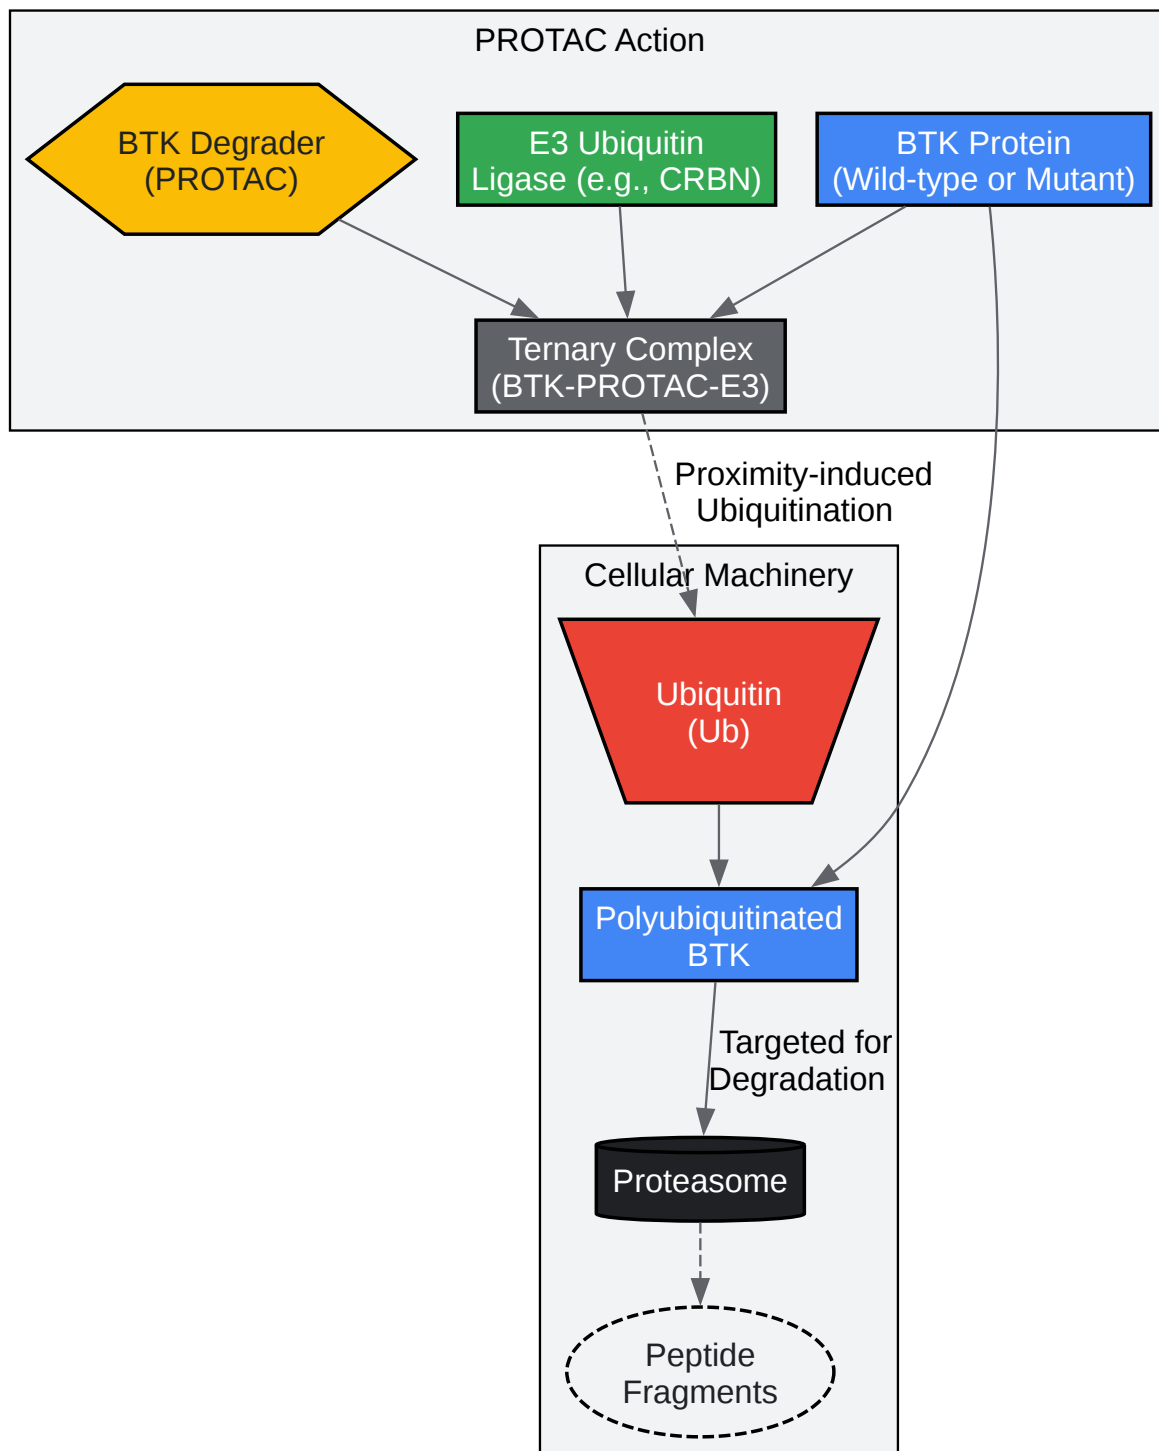 PROTAC Action
BTK Degrader
(PROTAC)
E3 Ubiquitin
Ligase (e.g., CRBN)
BTK Protein
(Wild-type or Mutant)
Ternary Complex
(BTK-PROTAC-E3)
Proximity-induced
Ubiquitination
Cellular Machinery
Ubiquitin
(Ub)
Polyubiquitinated
BTK
Targeted for
Degradation
Proteasome
Peptide
Fragments